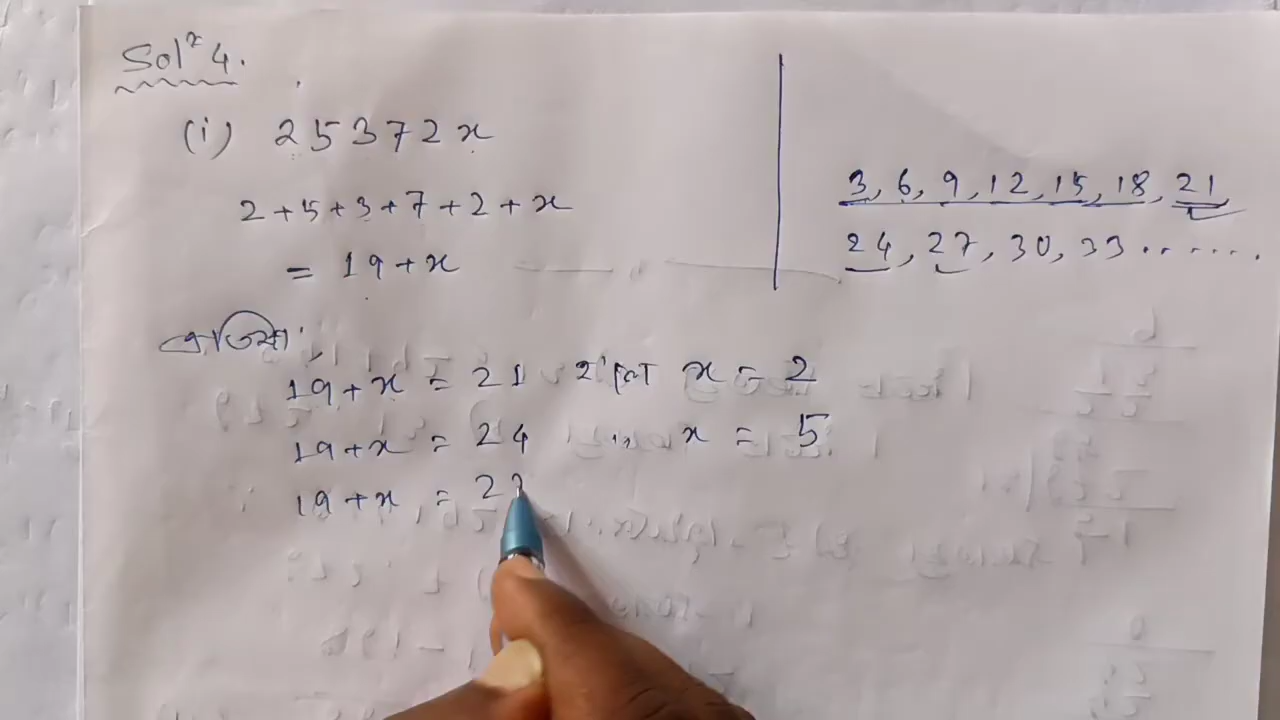 Solⁿ 4.
(i) 25372x
2+5+3+7+2+x
= 19+x
3, 6, 9, 12, 15, 18, 21,
24, 27, 30, 33 .......
19+x = 21 x = 2
19+x = 24 " x = 5
19+x = 2